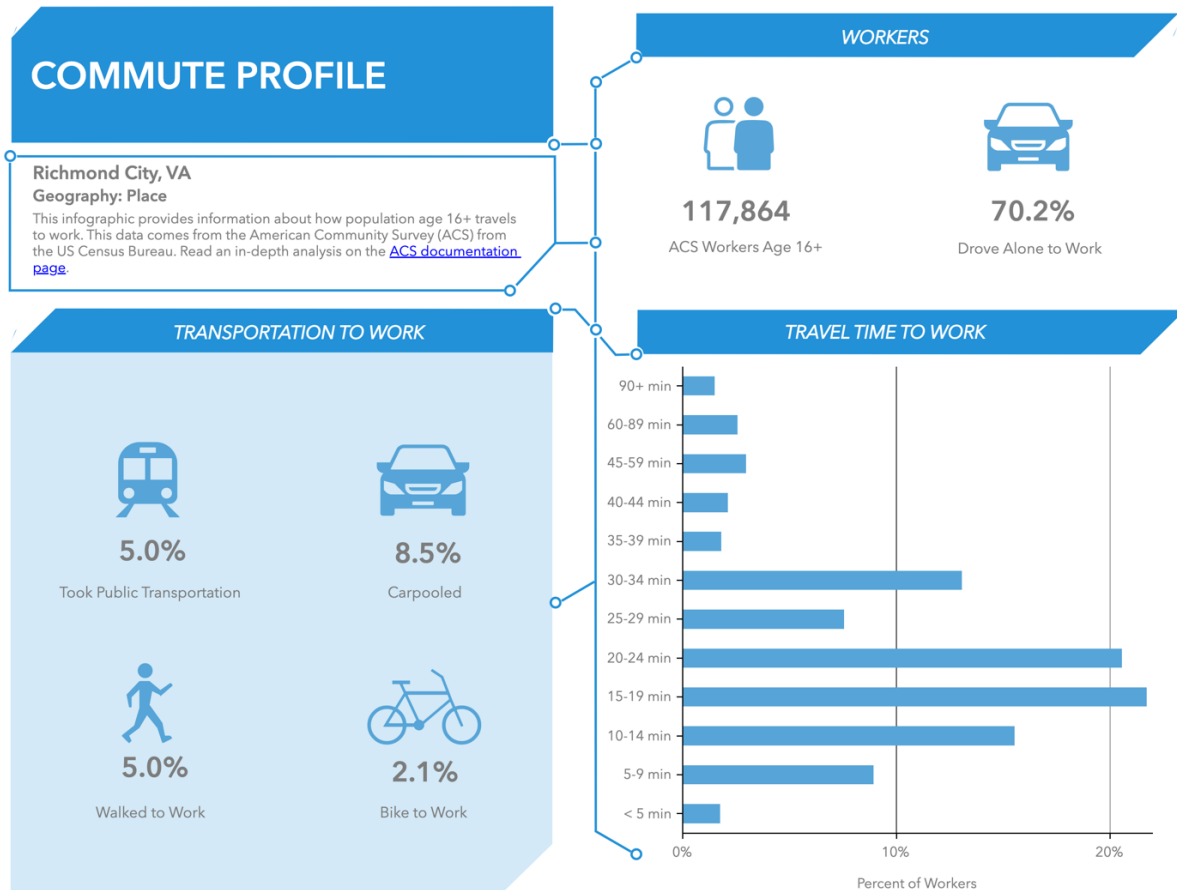 COMMUTE PROFILE
Richmond City, VA
Geography: Place
This infographic provides information about how population age 16+ travels
to work. This data comes from the American Community Survey (ACS) from
the US Census Bureau. Read an in-depth analysis on the ACS documentation
page.
WORKERS
117,864
ACS Workers Age 16+
70.2%
Drove Alone to Work
TRANSPORTATION TO WORK
5.0%
Took Public Transportation
8.5%
Carpooled
5.0%
Walked to Work
2.1%
Bike to Work
TRAVEL TIME TO WORK
90+ min
60-89 min
45-59 min
40-44 min
35-39 min
30-34 min
25-29 min
20-24 min
15-19 min
10-14 min
5-9 min
< 5 min
0%
10%
20%
Percent of Workers